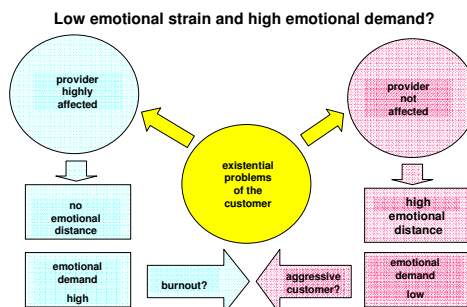 Low emotional strain and high emotional demand?
provider
highly
affected
provider
not
affected
existential
problems
of the
customer
no
emotional
distance
high
emotional
distance
emotional
demand
high
burnout?
aggressive
customer?
emotional
demand
low